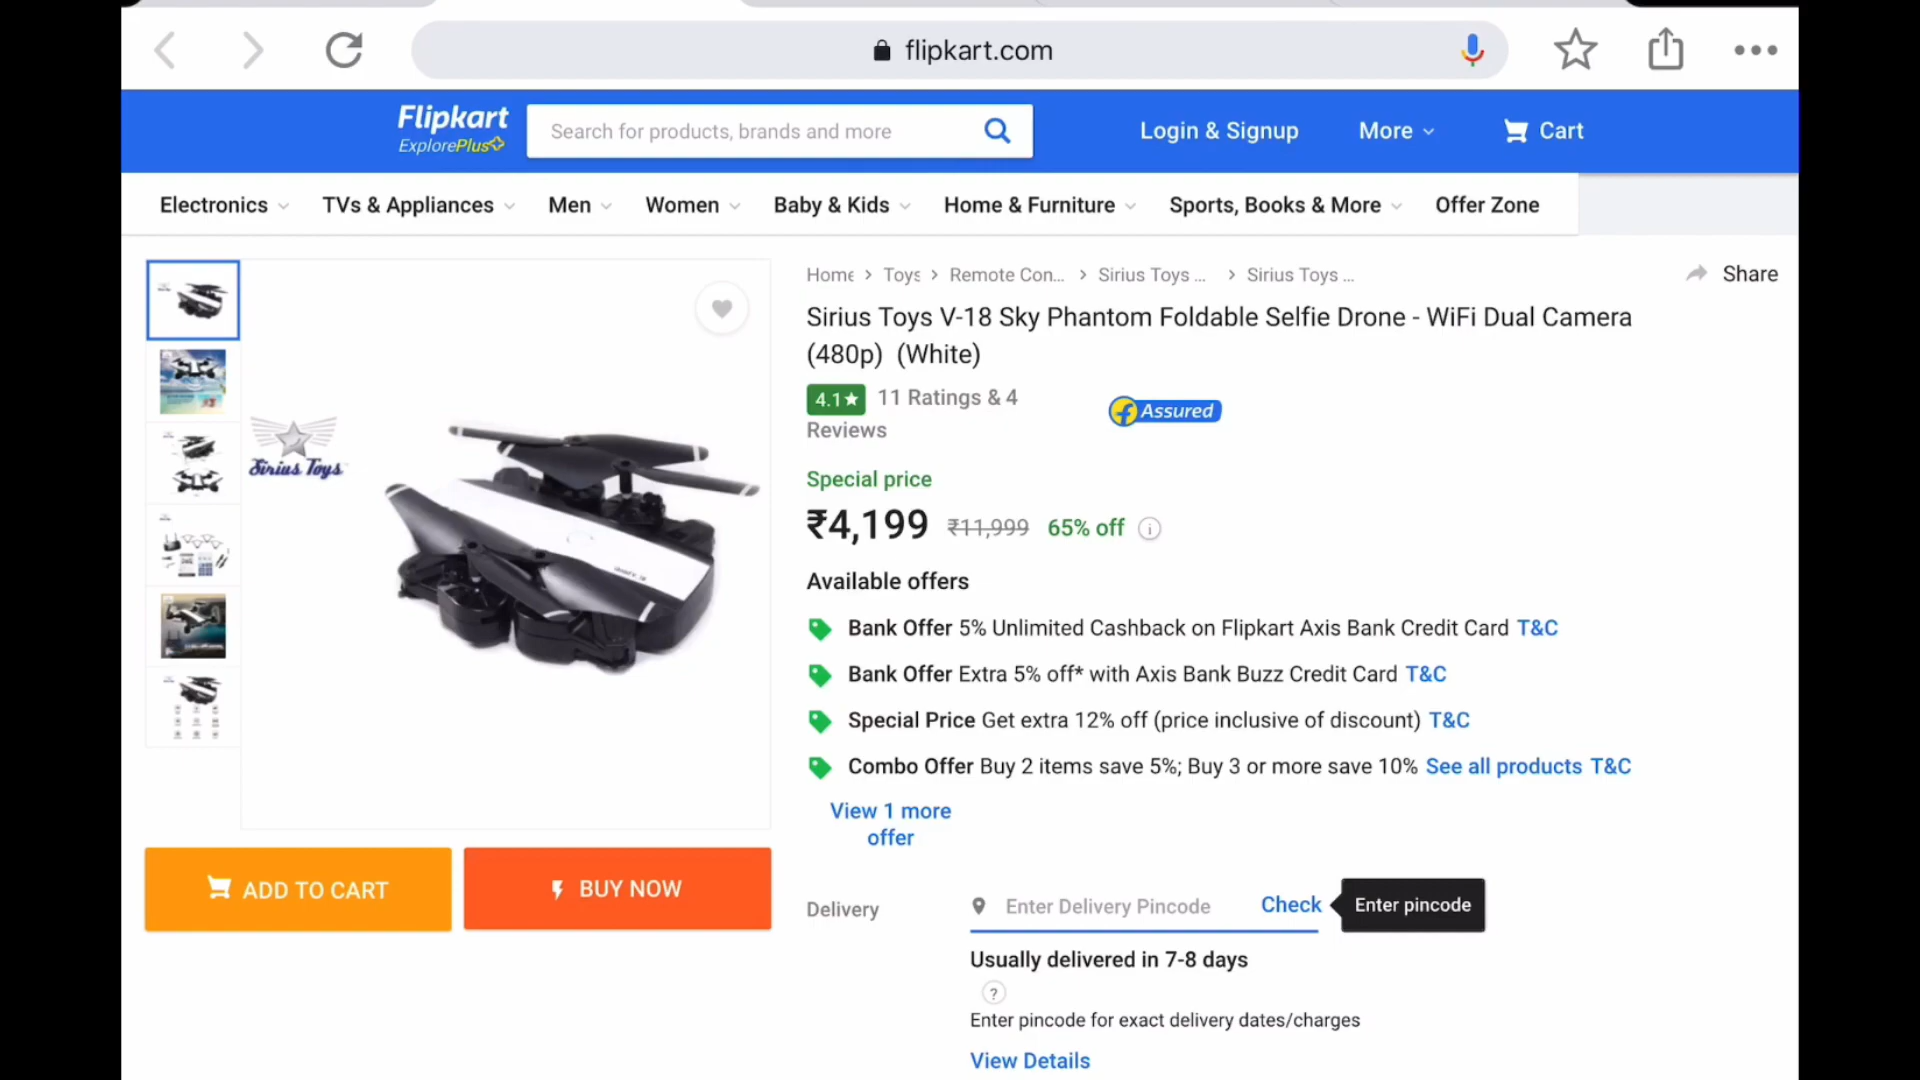 flipkart.com
Flipkart
ExplorePlus
Search for products, brands and more
Login & Signup
More
Cart
Electronics
TVs & Appliances
Men
Women
Baby & Kids
Home & Furniture
Sports, Books & More
Offer Zone
Home > Toys > Remote Con... > Sirius Toys ... > Sirius Toys ...
Share
Sirius Toys V-18 Sky Phantom Foldable Selfie Drone - WiFi Dual Camera
(480p) (White)
4.1★ 11 Ratings & 4
Reviews
f Assured
Sirius Toys
Special price
₹4,199 ₹11,999 65% off i
Available offers
Bank Offer 5% Unlimited Cashback on Flipkart Axis Bank Credit Card T&C
Bank Offer Extra 5% off* with Axis Bank Buzz Credit Card T&C
Special Price Get extra 12% off (price inclusive of discount) T&C
Combo Offer Buy 2 items save 5%; Buy 3 or more save 10% See all products T&C
View 1 more
offer
ADD TO CART
BUY NOW
Delivery
Enter Delivery Pincode
Check
Enter pincode
Usually delivered in 7-8 days
?
Enter pincode for exact delivery dates/charges
View Details